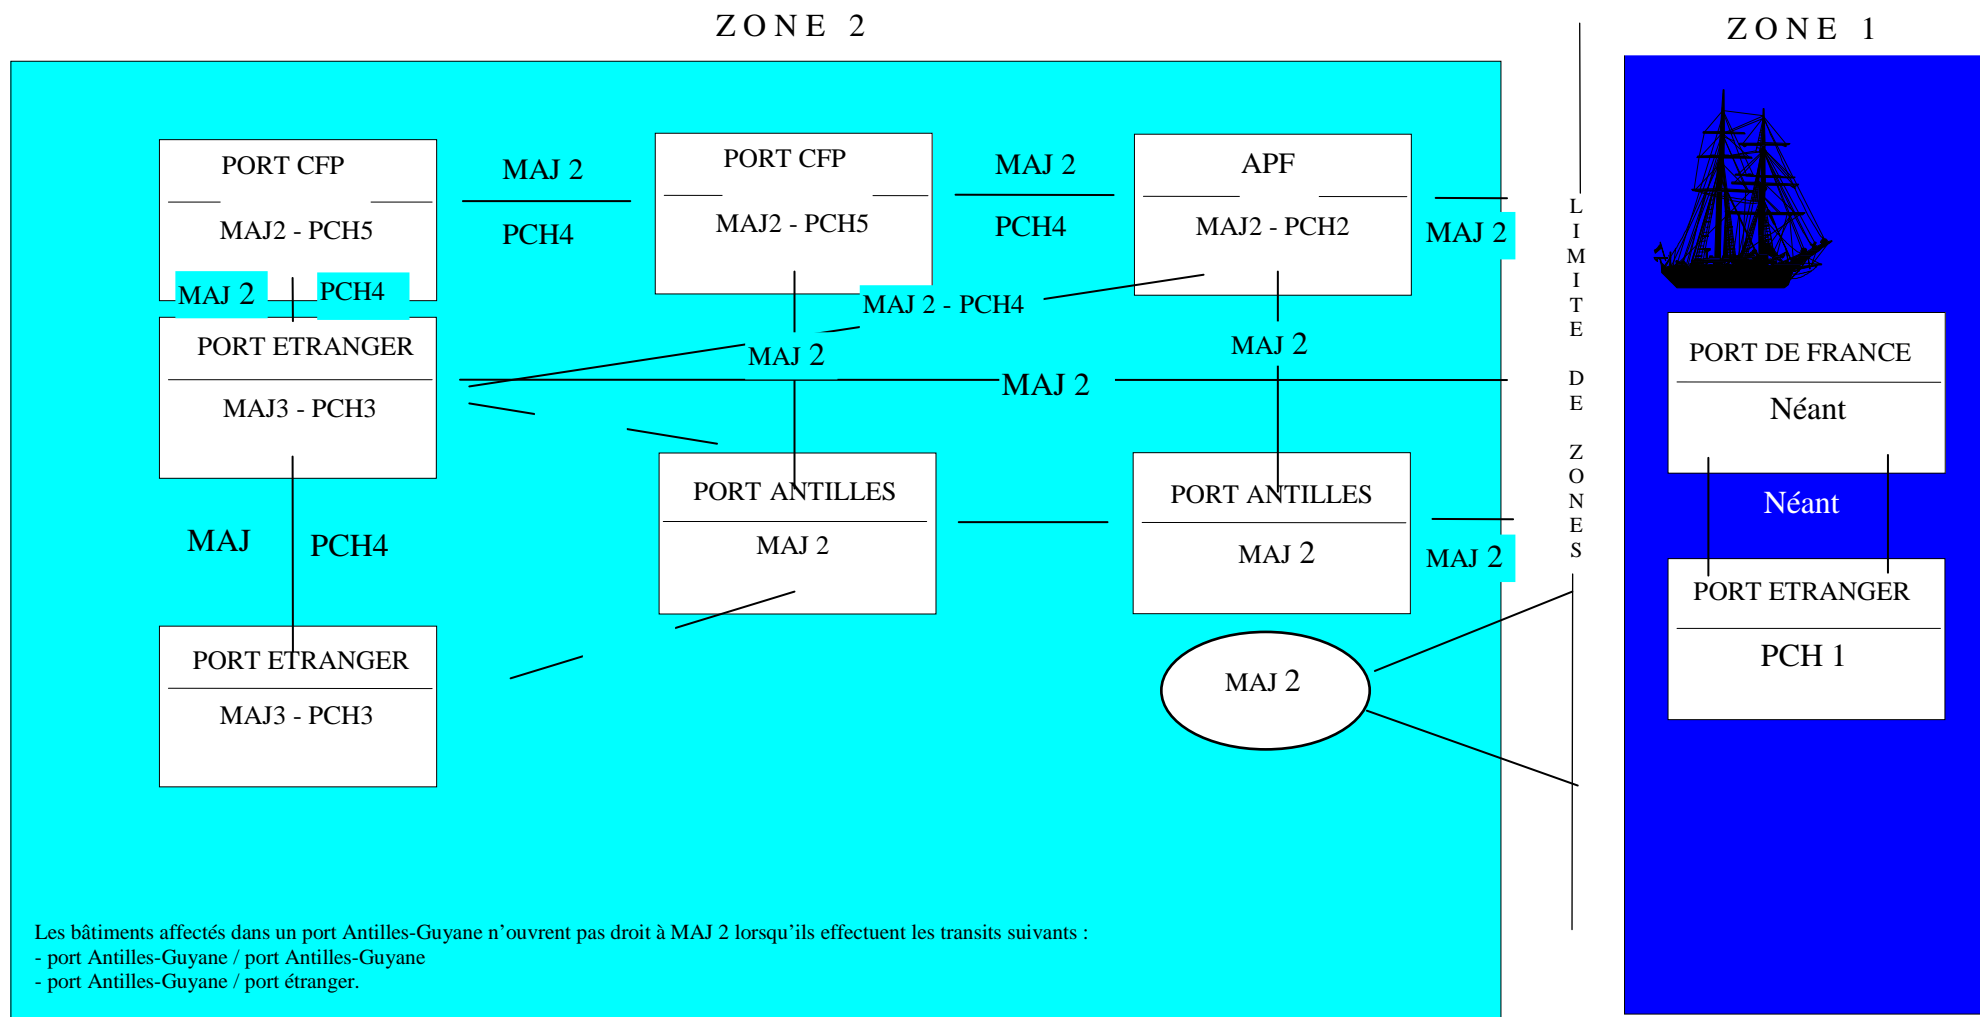 ZONE 2
ZONE 1
PORT CFP
MAJ2 - PCH5
MAJ 2
PCH4
PORT CFP
MAJ2 - PCH5
MAJ 2
PCH4
APF
MAJ2 - PCH2
MAJ 2
MAJ 2
PCH4
MAJ 2 - PCH4
PORT ETRANGER
MAJ3 - PCH3
MAJ 2
MAJ 2
MAJ 2
MAJ
PCH4
PORT ANTILLES
MAJ 2
PORT ANTILLES
MAJ 2
MAJ 2
PORT ETRANGER
MAJ3 - PCH3
MAJ 2
LIMITE DE ZONES
PORT DE FRANCE
Néant
Néant
PORT ETRANGER
PCH 1
Les bâtiments affectés dans un port Antilles-Guyane n’ouvrent pas droit à MAJ 2 lorsqu’ils effectuent les transits suivants :
- port Antilles-Guyane / port Antilles-Guyane
- port Antilles-Guyane / port étranger.